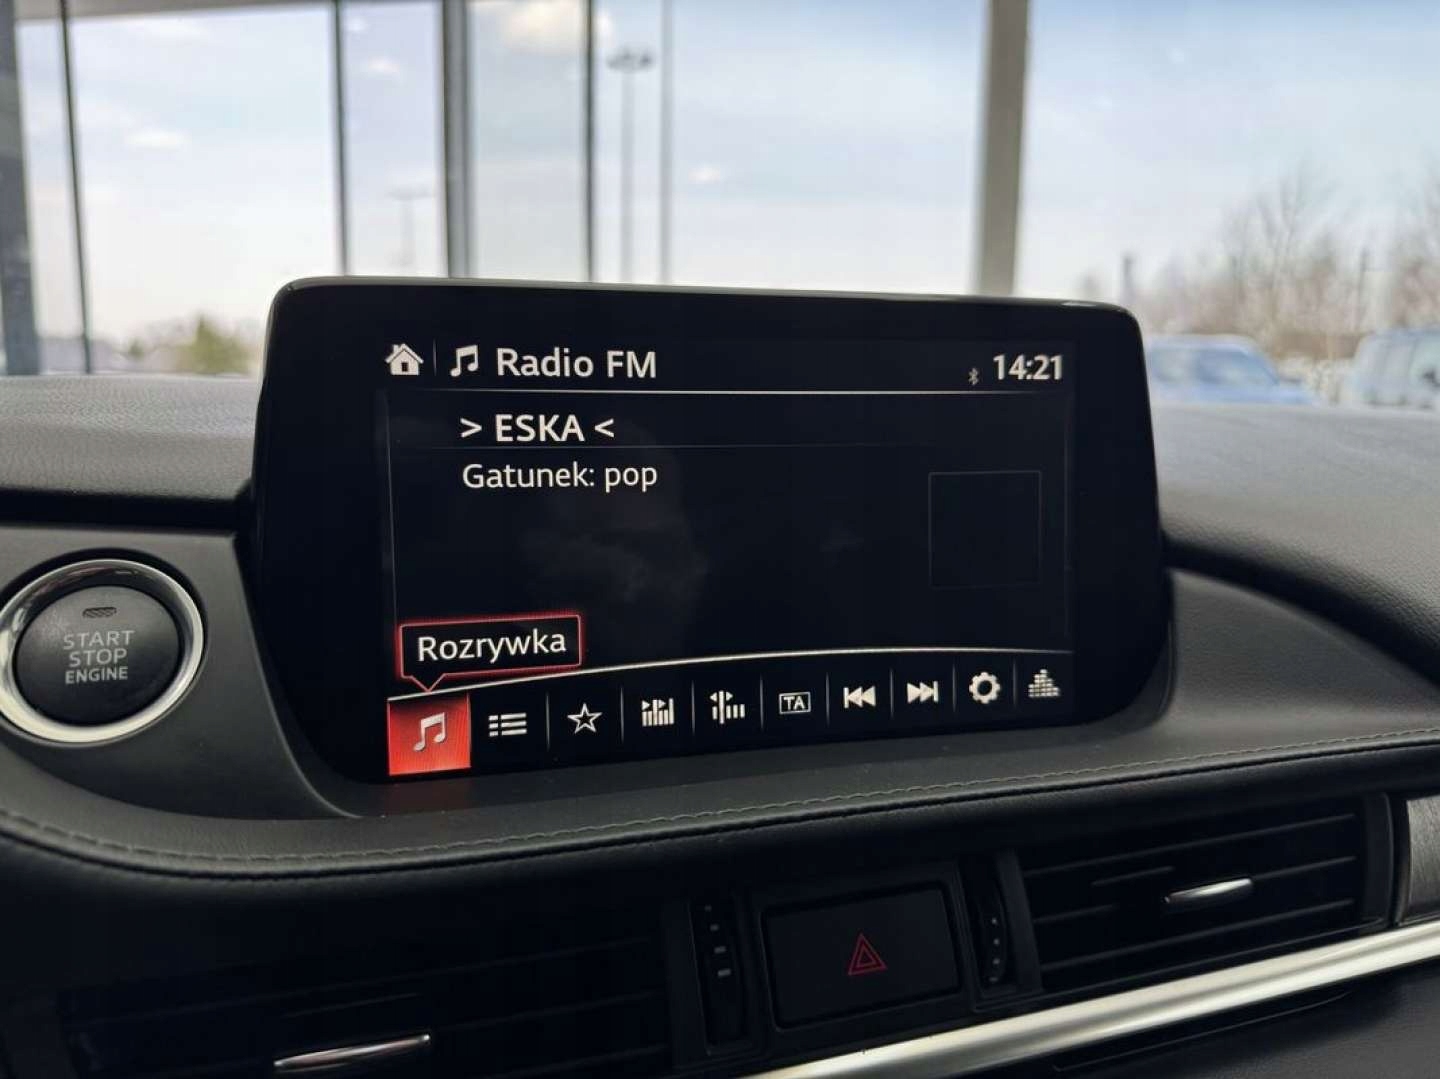 Radio FM
14:21
> ESKA <
Gatunek: pop
Rozrywka
TA
START
STOP
ENGINE